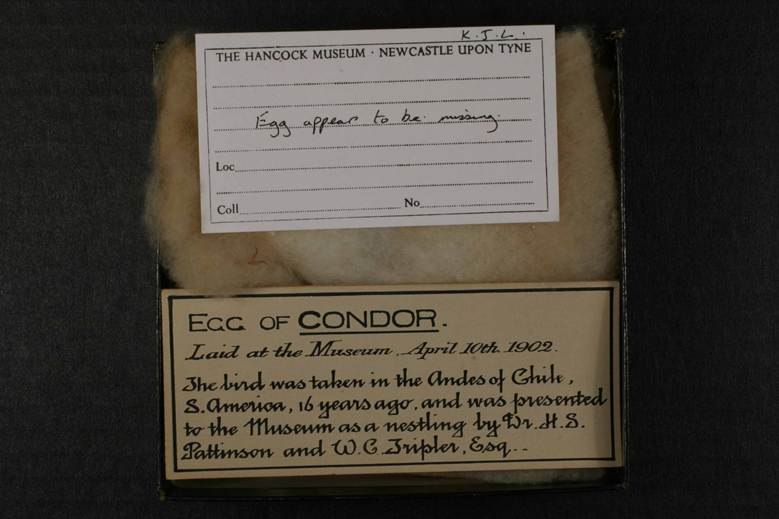 K.J.L.
THE HANCOCK MUSEUM · NEWCASTLE UPON TYNE
Egg appear to be missing.
Loc
Coll No
EGG OF CONDOR.
Laid at the Museum, April 10th 1902.
The bird was taken in the Andes of Chile,
S. America, 16 years ago, and was presented
to the Museum as a nestling by Dr. H. S.
Pattinson and W. C. Tripler, Esq..